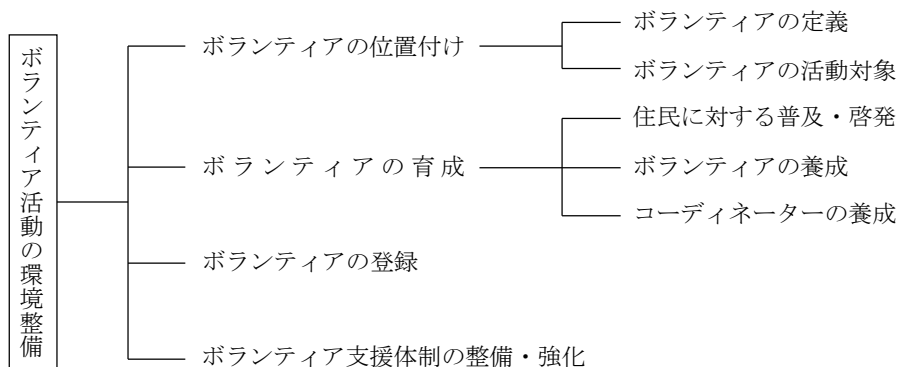 ボランティア活動の環境整備
ボランティアの位置付け
ボランティアの定義
ボランティアの活動対象
ボランティアの育成
住民に対する普及・啓発
ボランティアの養成
コーディネーターの養成
ボランティアの登録
ボランティア支援体制の整備・強化